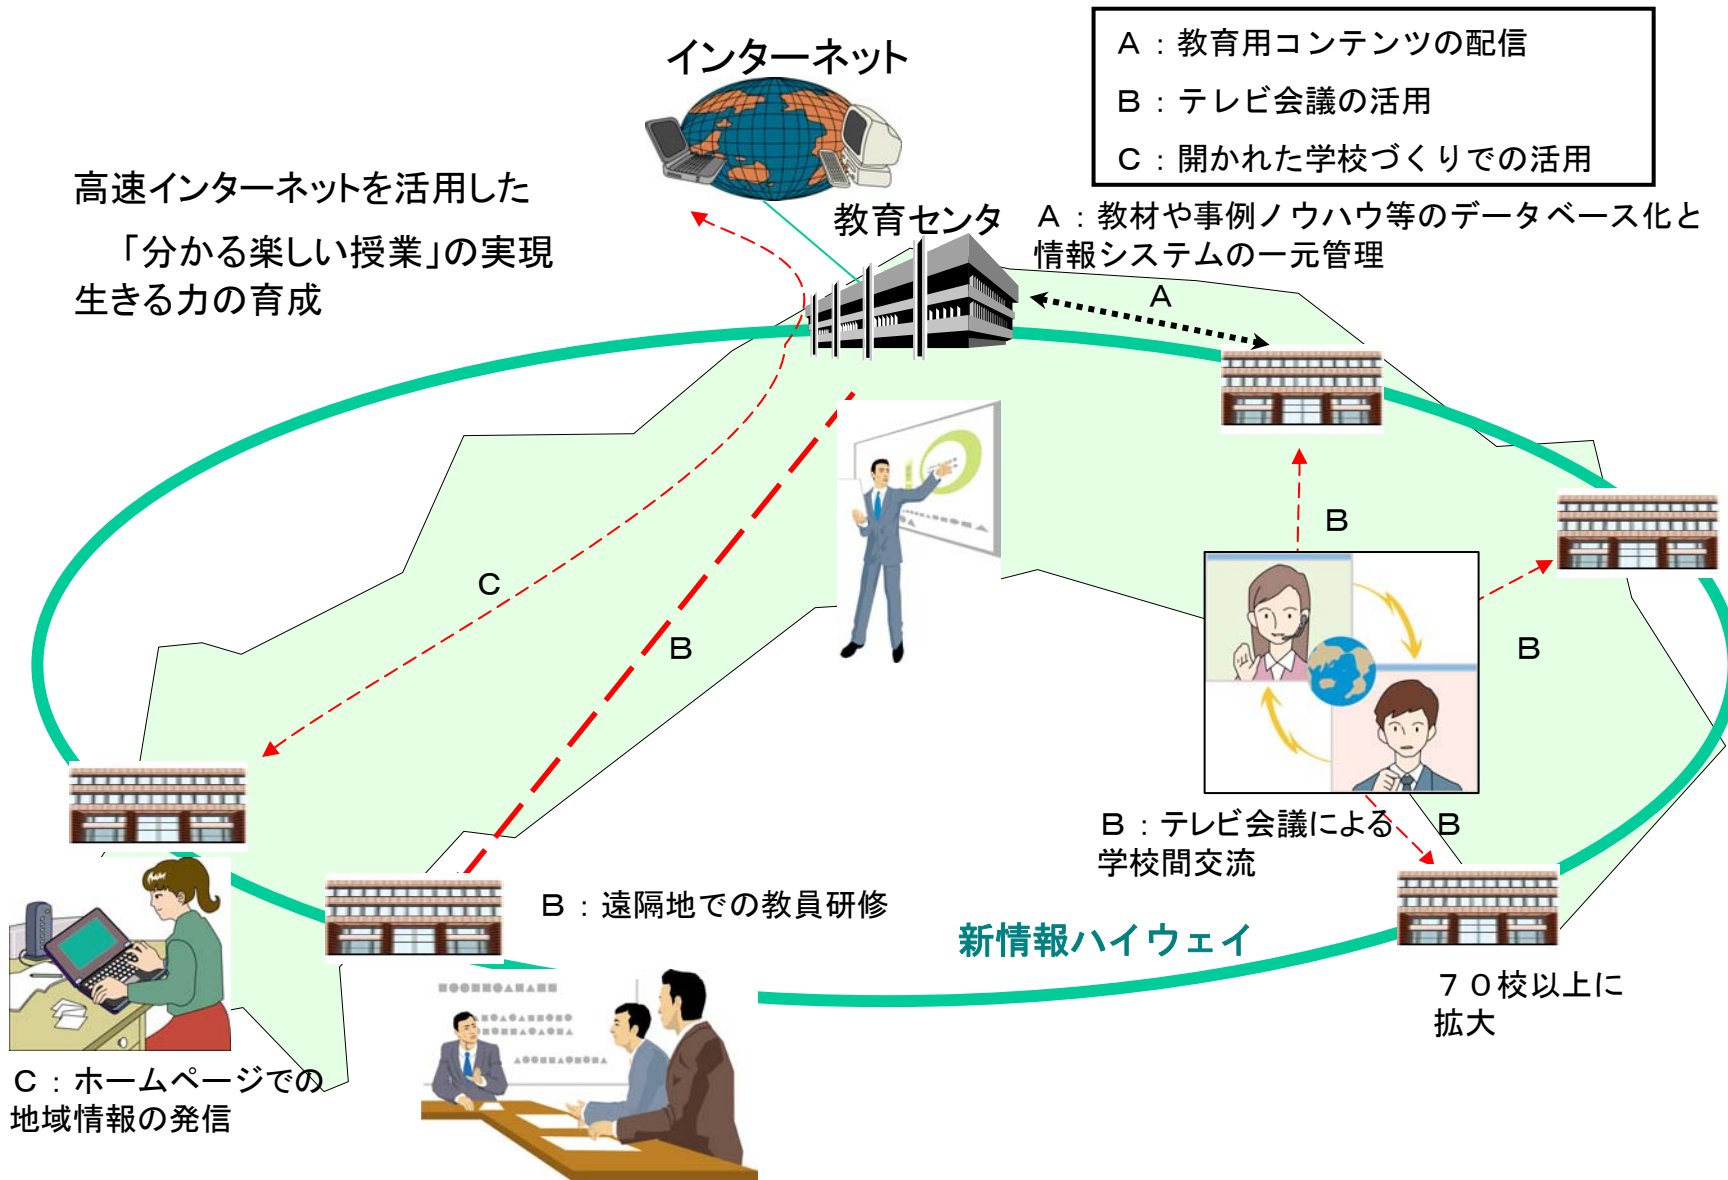 インターネット
A：教育用コンテンツの配信
B：テレビ会議の活用
C：開かれた学校づくりでの活用
高速インターネットを活用した
「分かる楽しい授業」の実現
生きる力の育成
教育センタ
A：教材や事例ノウハウ等のデータベース化と
情報システムの一元管理
A
B
C
B
B
B：テレビ会議による
学校間交流
B
B：遠隔地での教員研修
新情報ハイウェイ
７０校以上に
拡大
C：ホームページでの
地域情報の発信